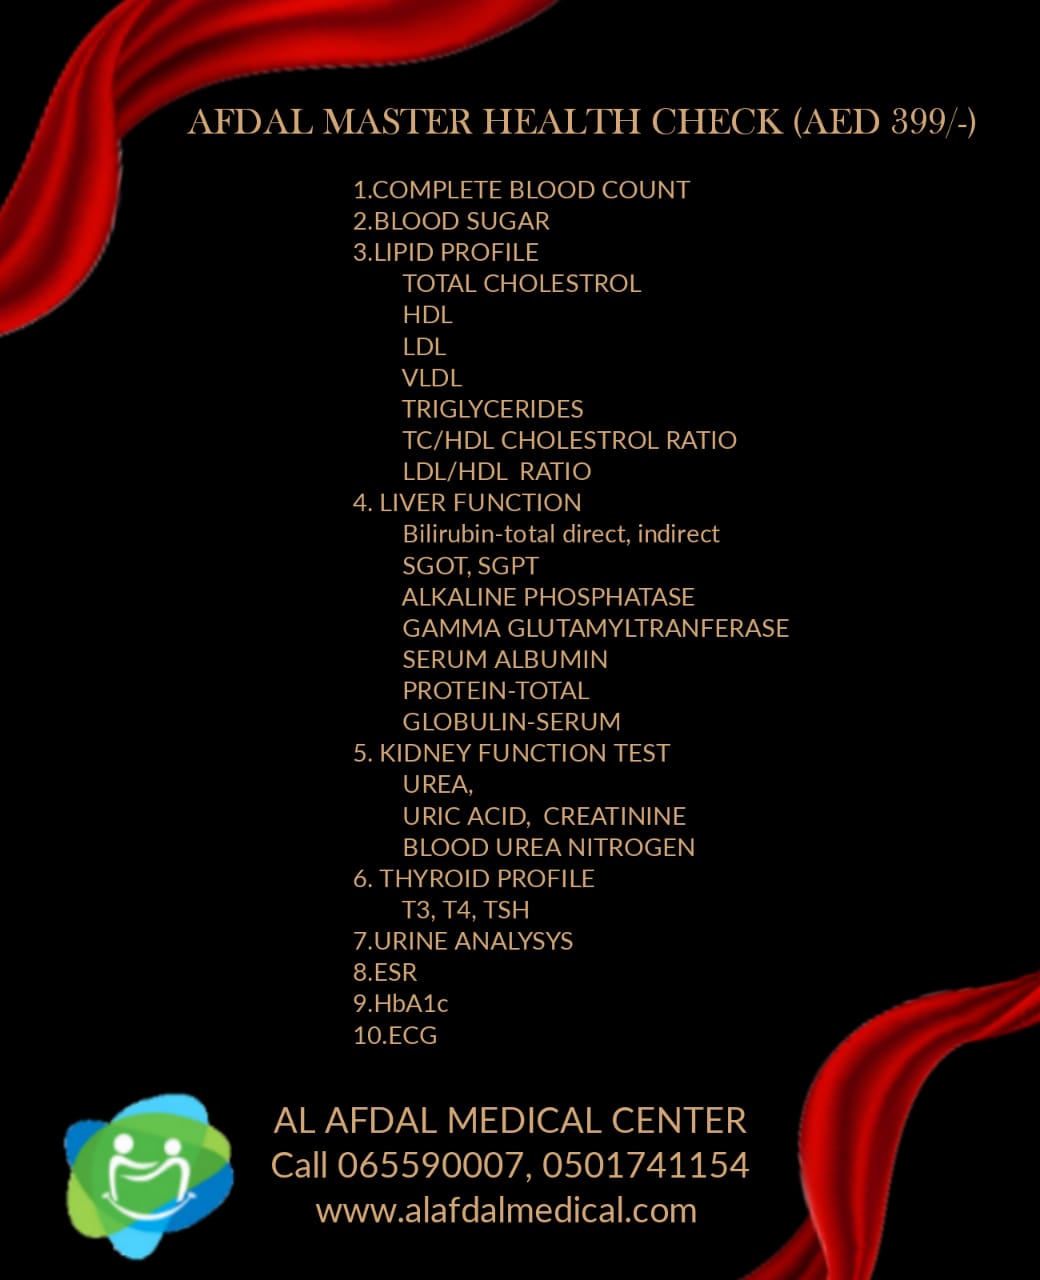 AFDAL MASTER HEALTH CHECK (AED 399/-)
1.COMPLETE BLOOD COUNT
2.BLOOD SUGAR
3.LIPID PROFILE
TOTAL CHOLESTROL
HDL
LDL
VLDL
TRIGLYCERIDES
TC/HDL CHOLESTROL RATIO
LDL/HDL RATIO
4. LIVER FUNCTION
Bilirubin-total direct, indirect
SGOT, SGPT
ALKALINE PHOSPHATASE
GAMMA GLUTAMYLTRANFERASE
SERUM ALBUMIN
PROTEIN-TOTAL
GLOBULIN-SERUM
5. KIDNEY FUNCTION TEST
UREA,
URIC ACID, CREATININE
BLOOD UREA NITROGEN
6. THYROID PROFILE
T3, T4, TSH
7.URINE ANALYSYS
8.ESR
9.HbA1c
10.ECG
AL AFDAL MEDICAL CENTER
Call 065590007, 0501741154
www.alafdalmedical.com